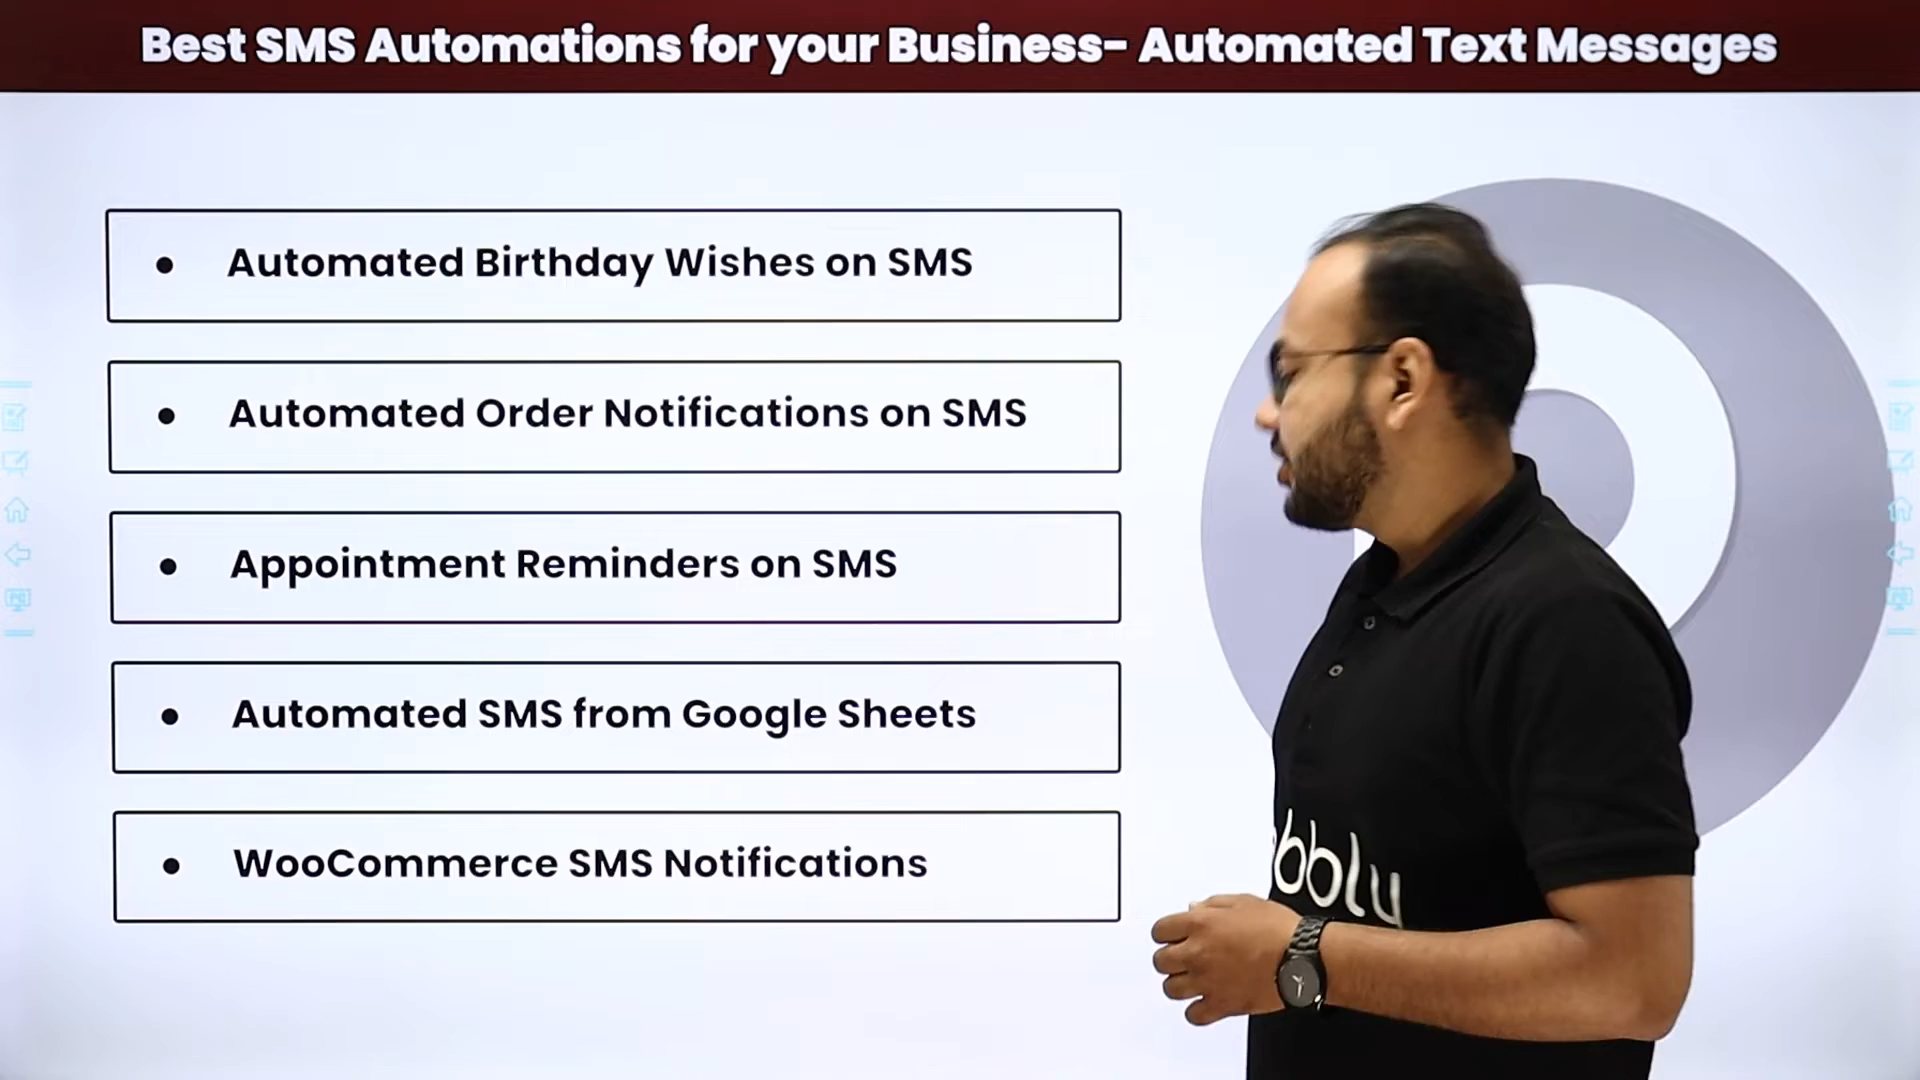 Best SMS Automations for your Business- Automated Text Messages
• Automated Birthday Wishes on SMS
• Automated Order Notifications on SMS
• Appointment Reminders on SMS
• Automated SMS from Google Sheets
• WooCommerce SMS Notifications
bbly